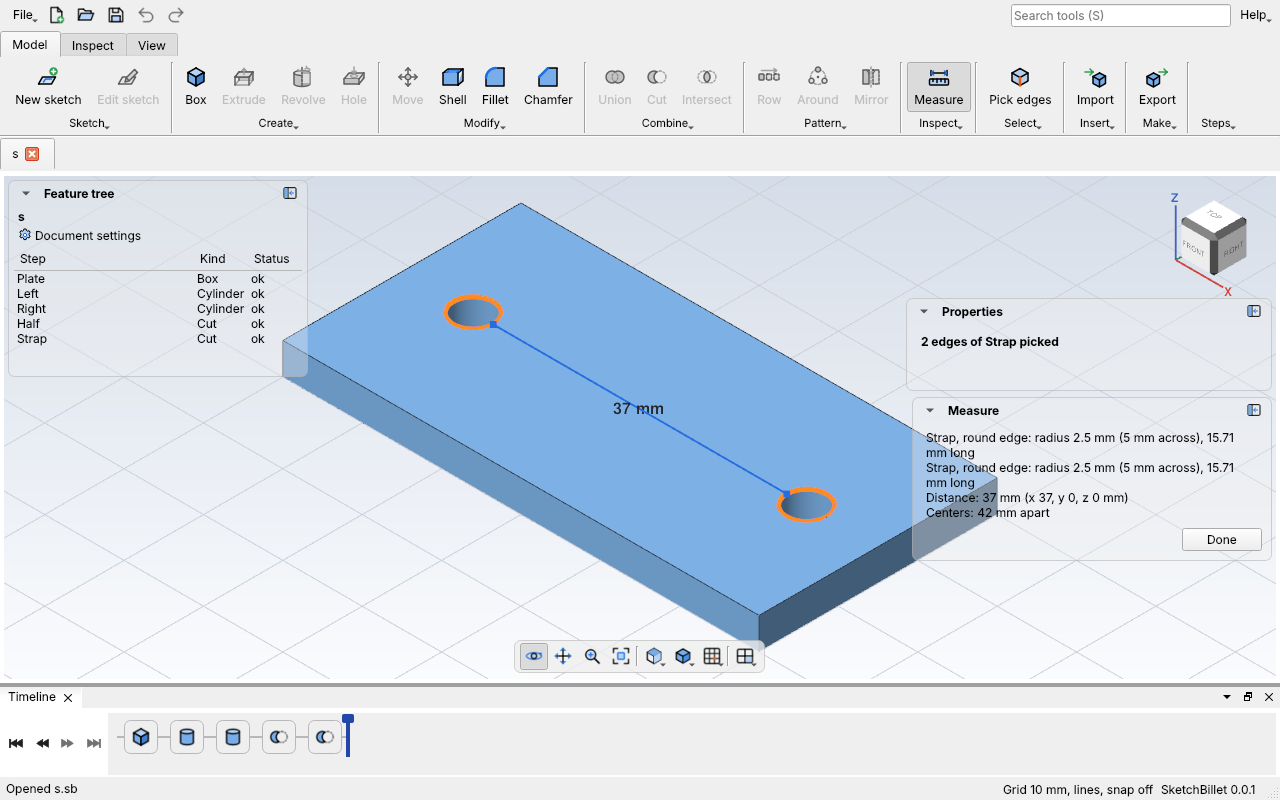 File
Search tools (S)
Help
Model
Inspect
View
New sketch
Edit sketch
Box
Extrude
Revolve
Hole
Move
Shell
Fillet
Chamfer
Union
Cut
Intersect
Row
Around
Mirror
Measure
Pick edges
Import
Export
Sketch
Create
Modify
Combine
Pattern
Inspect
Select
Insert
Make
Steps
s
Feature tree
s
Document settings
Step Kind Status
Plate Box ok
Left Cylinder ok
Right Cylinder ok
Half Cut ok
Strap Cut ok
Z
TOP
FRONT
RIGHT
X
Properties
2 edges of Strap picked
37 mm
Measure
Strap, round edge: radius 2.5 mm (5 mm across), 15.71
mm long
Strap, round edge: radius 2.5 mm (5 mm across), 15.71
mm long
Distance: 37 mm (x 37, y 0, z 0 mm)
Centers: 42 mm apart
Done
Timeline
Opened s.sb
Grid 10 mm, lines, snap off SketchBillet 0.0.1